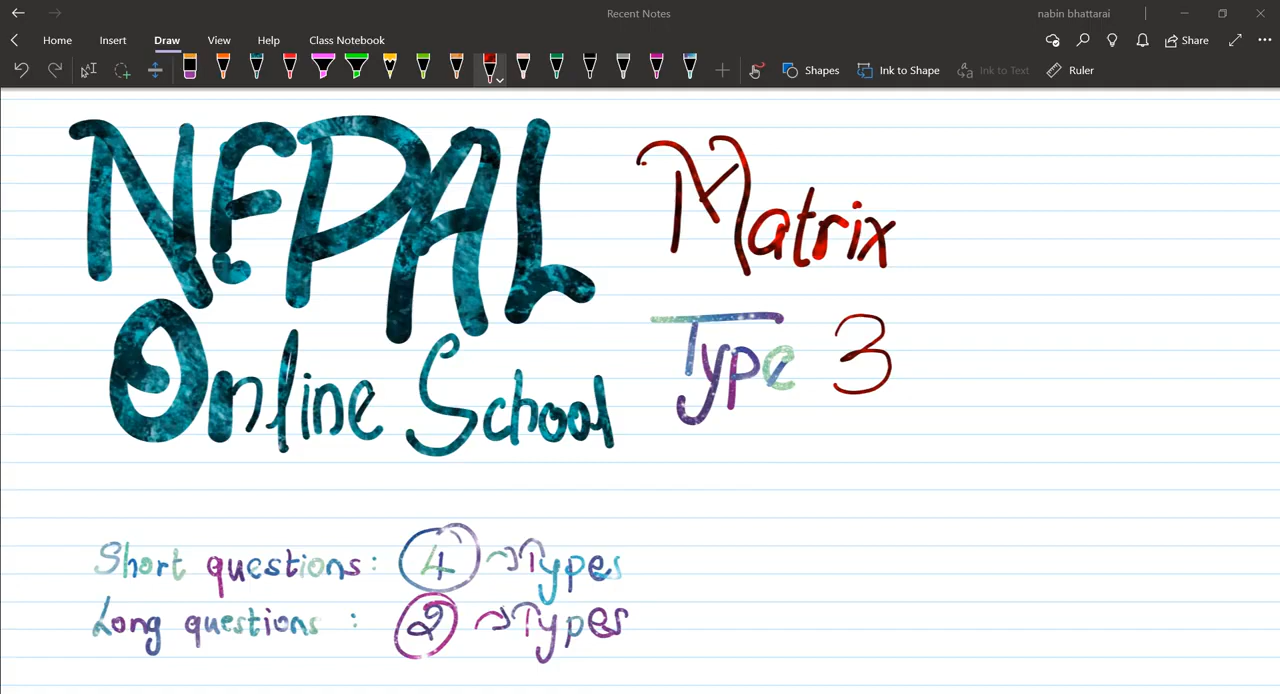 Recent Notes
nabin bhattarai
Home Insert Draw View Help Class Notebook
Share
Shapes Ink to Shape Ink to Text Ruler
NEPAL
Online School
Matrix
Type 3
Short questions: 4 → Types
Long questions : 2 → Types